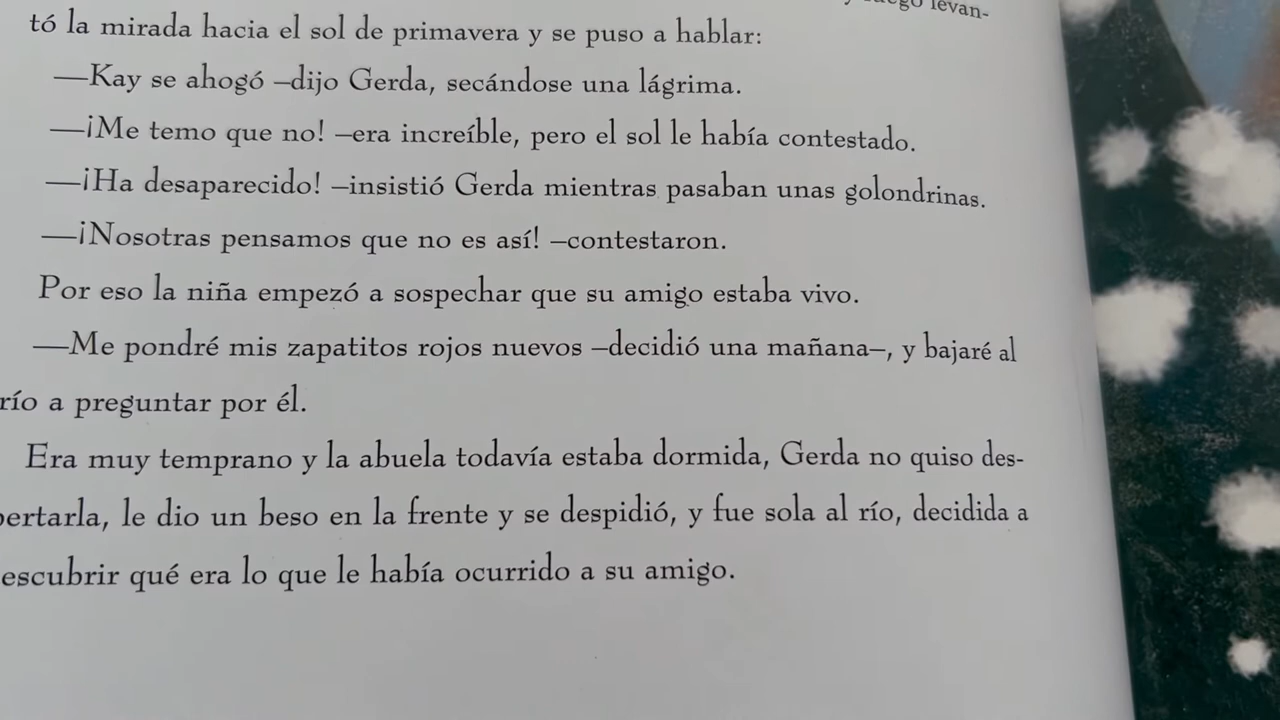 levan-
tó la mirada hacia el sol de primavera y se puso a hablar:
—Kay se ahogó –dijo Gerda, secándose una lágrima.
—¡Me temo que no! –era increíble, pero el sol le había contestado.
—¡Ha desaparecido! –insistió Gerda mientras pasaban unas golondrinas.
—¡Nosotras pensamos que no es así! –contestaron.
Por eso la niña empezó a sospechar que su amigo estaba vivo.
—Me pondré mis zapatitos rojos nuevos –decidió una mañana–, y bajaré al
río a preguntar por él.
Era muy temprano y la abuela todavía estaba dormida, Gerda no quiso des-
pertarla, le dio un beso en la frente y se despidió, y fue sola al río, decidida a
escubrir qué era lo que le había ocurrido a su amigo.